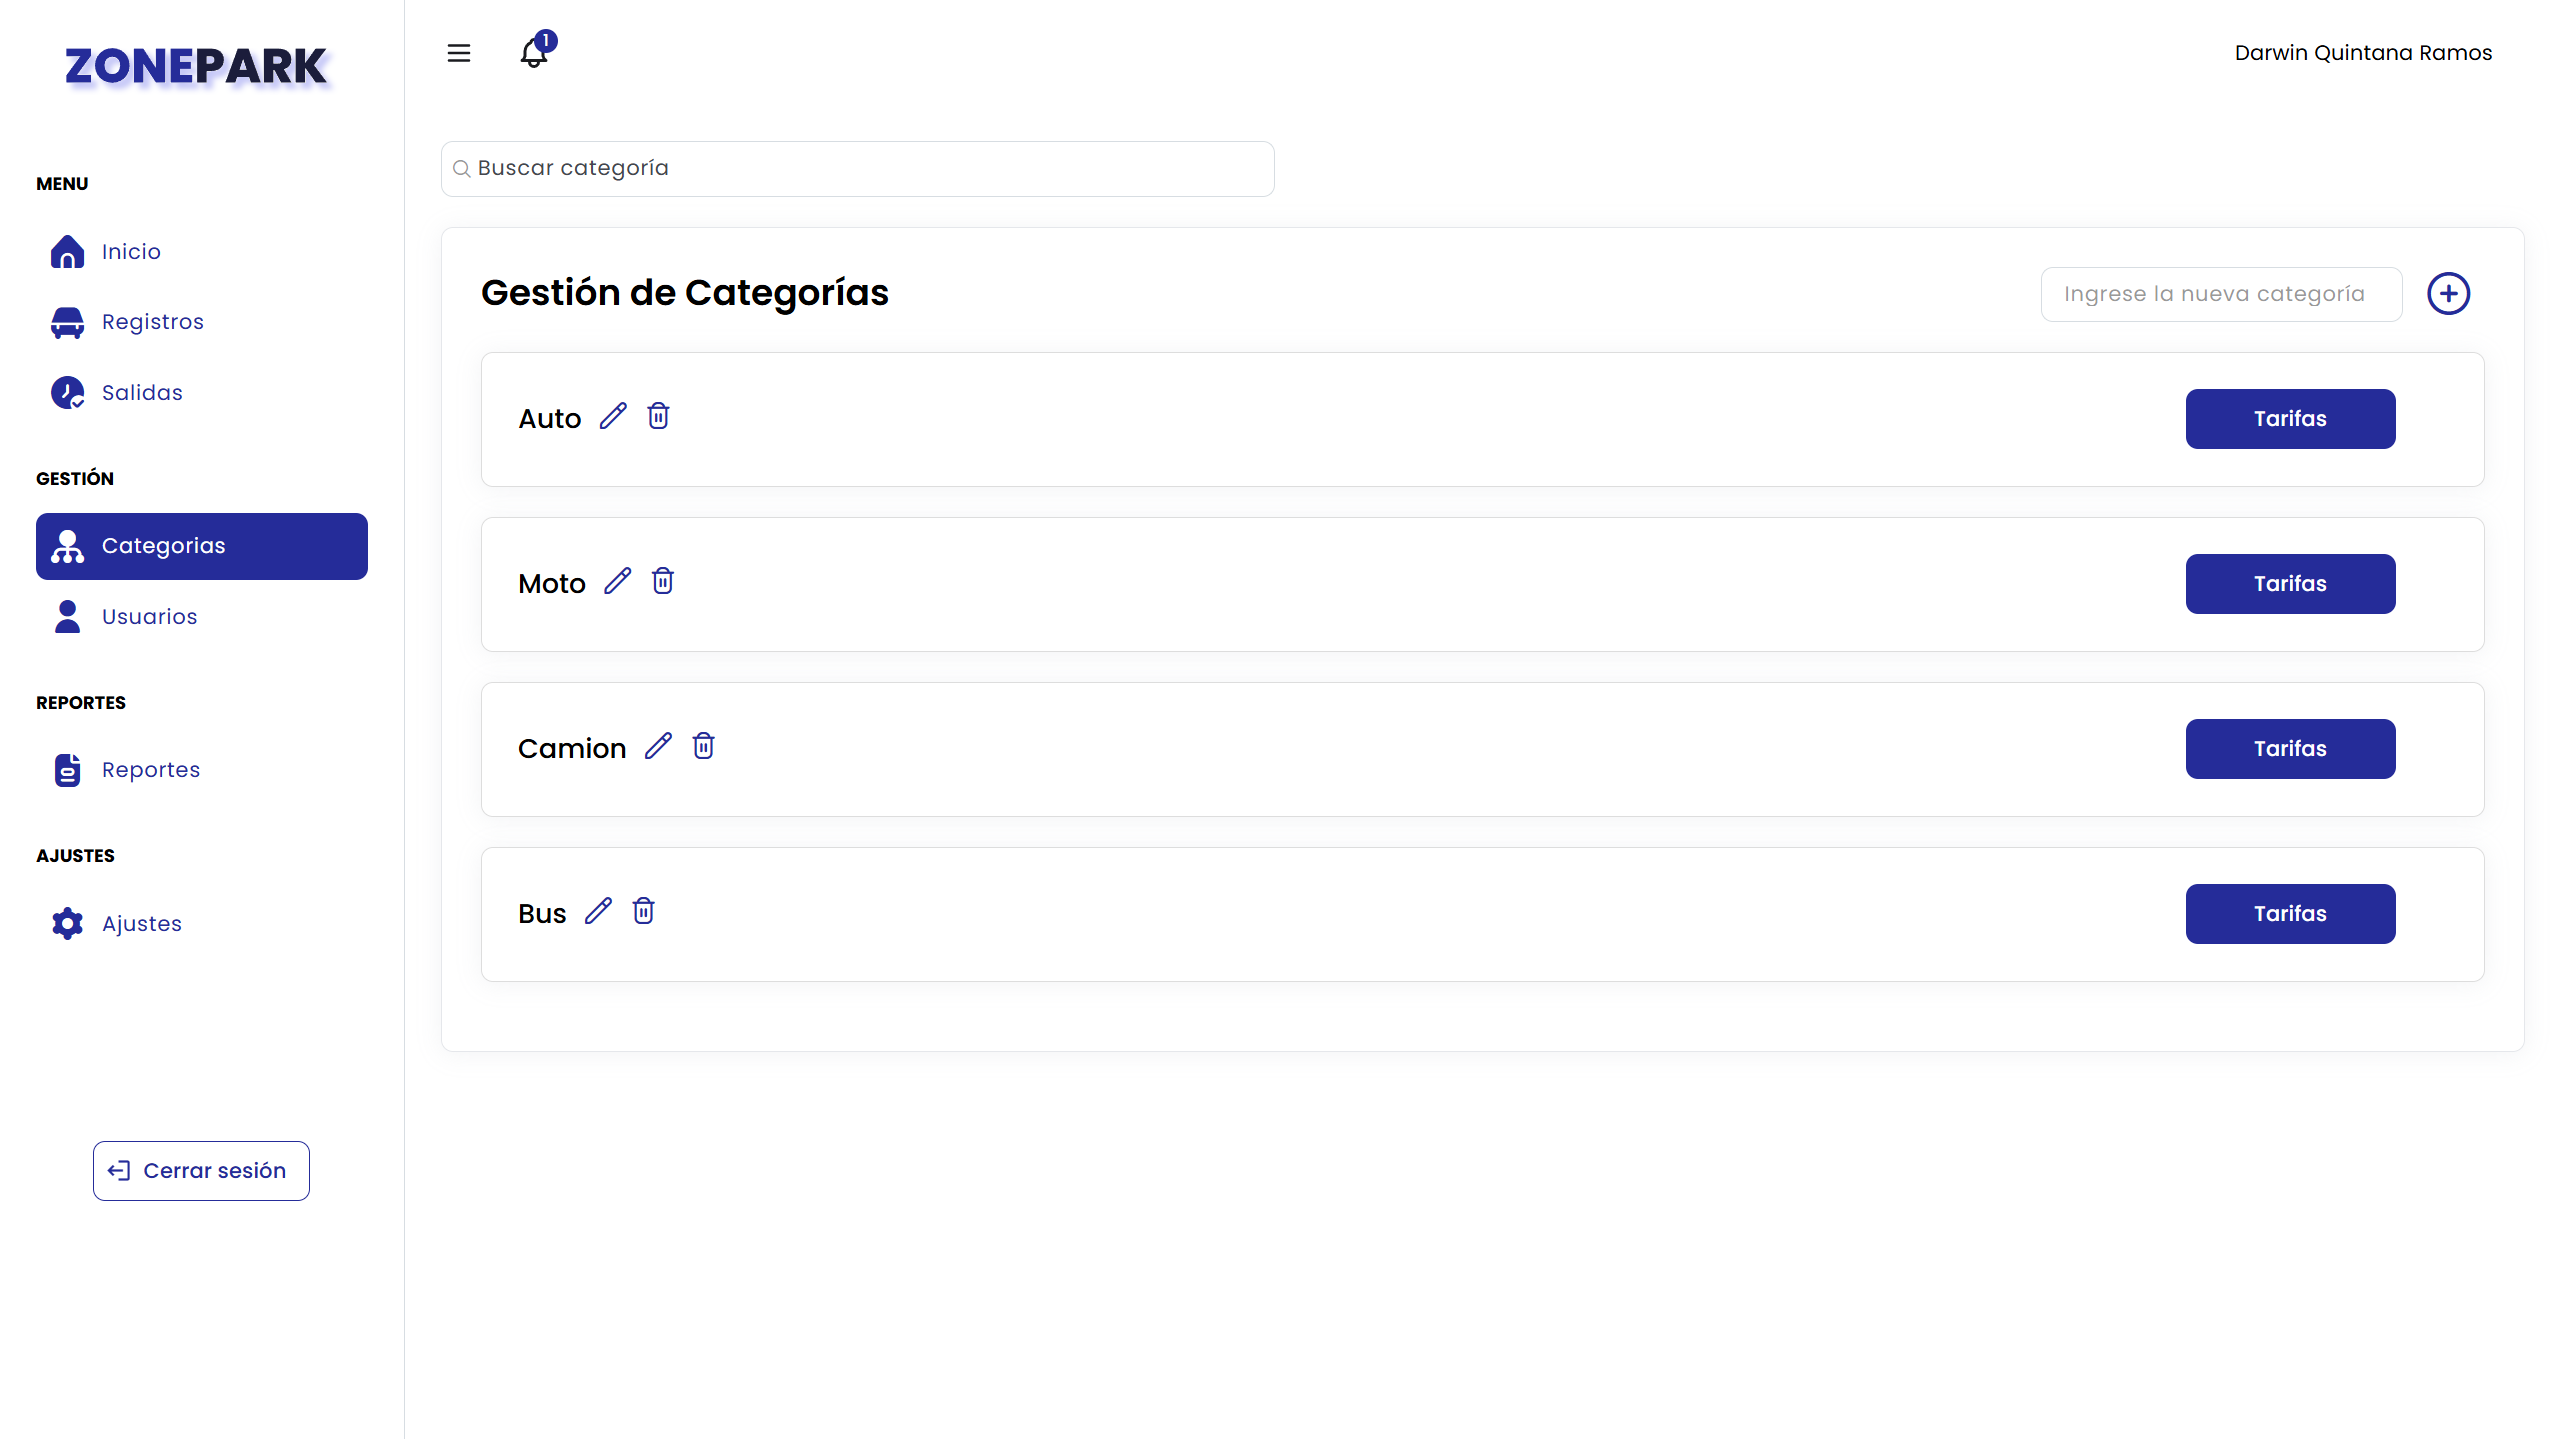 ZONEPARK
MENU
Inicio
Registros
Salidas
GESTIÓN
Categorias
Usuarios
REPORTES
Reportes
AJUSTES
Ajustes
Cerrar sesión
1
Darwin Quintana Ramos
Buscar categoría
Gestión de Categorías
Ingrese la nueva categoría
Auto
Tarifas
Moto
Tarifas
Camion
Tarifas
Bus
Tarifas